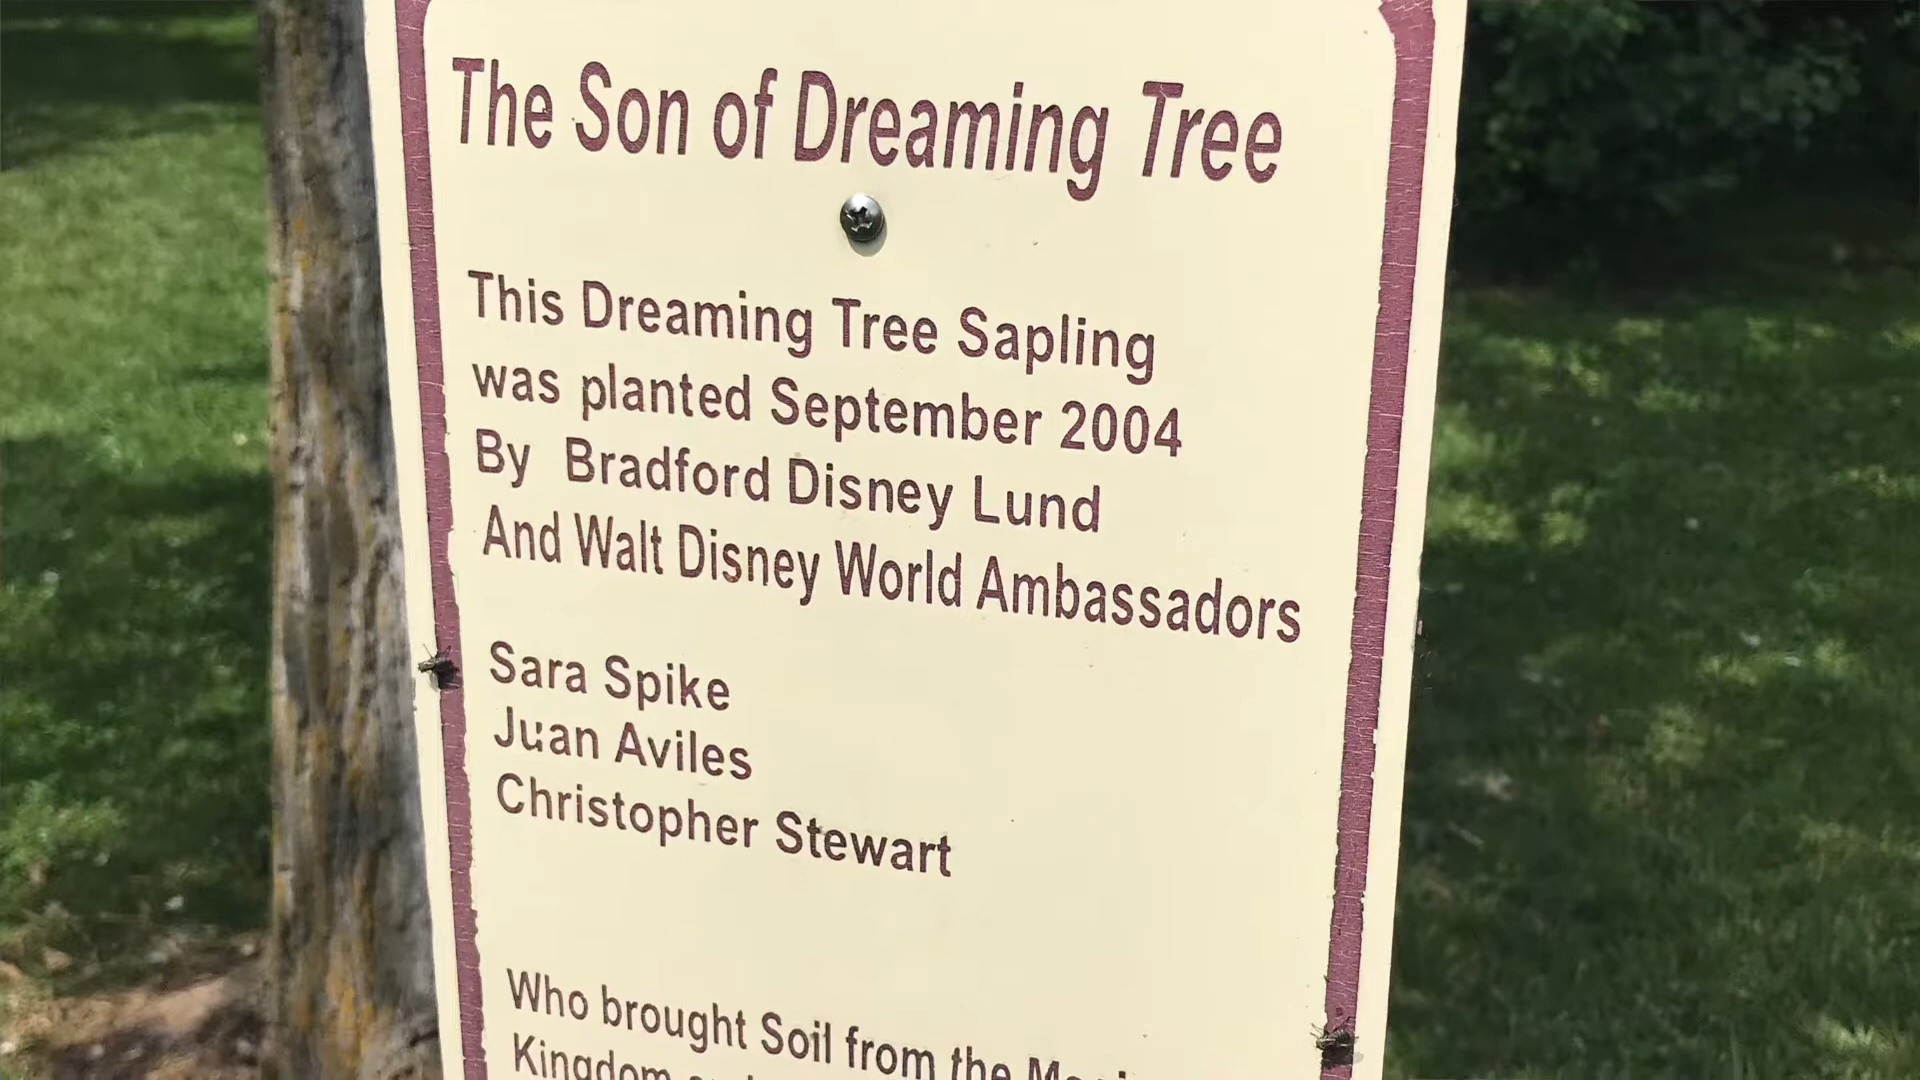 The Son of Dreaming Tree
This Dreaming Tree Sapling
was planted September 2004
By Bradford Disney Lund
And Walt Disney World Ambassadors
Sara Spike
Juan Aviles
Christopher Stewart
Who brought Soil from the
Kingdom